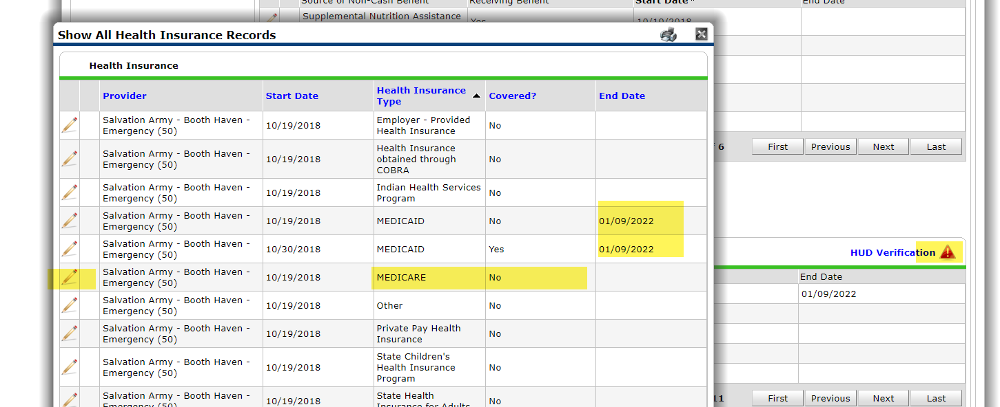 Source of Non-Cash Benefit Receiving Benefit Start Date* End Date
Supplemental Nutrition Assistance
Yes
10/19/2018
Show All Health Insurance Records
Health Insurance
Provider Start Date Health Insurance Type Covered? End Date
Salvation Army - Booth Haven -
Emergency (50)
10/19/2018
Employer - Provided
Health Insurance
No
Salvation Army - Booth Haven -
Emergency (50)
10/19/2018
Health Insurance
obtained through
COBRA
No
Salvation Army - Booth Haven -
Emergency (50)
10/19/2018
Indian Health Services
Program
No
Salvation Army - Booth Haven -
Emergency (50)
10/19/2018
MEDICAID
No
01/09/2022
Salvation Army - Booth Haven -
Emergency (50)
10/30/2018
MEDICAID
Yes
01/09/2022
Salvation Army - Booth Haven -
Emergency (50)
10/19/2018
MEDICARE
No
Salvation Army - Booth Haven -
Emergency (50)
10/19/2018
Other
No
Salvation Army - Booth Haven -
Emergency (50)
10/19/2018
Private Pay Health
Insurance
No
Salvation Army - Booth Haven -
Emergency (50)
10/19/2018
State Children's
Health Insurance
Program
No
Salvation Army - Booth Haven -
Emergency (50)
10/19/2018
State Health
Insurance for Adults
No
6 First Previous Next Last
HUD Verification
End Date
01/09/2022
11 First Previous Next Last